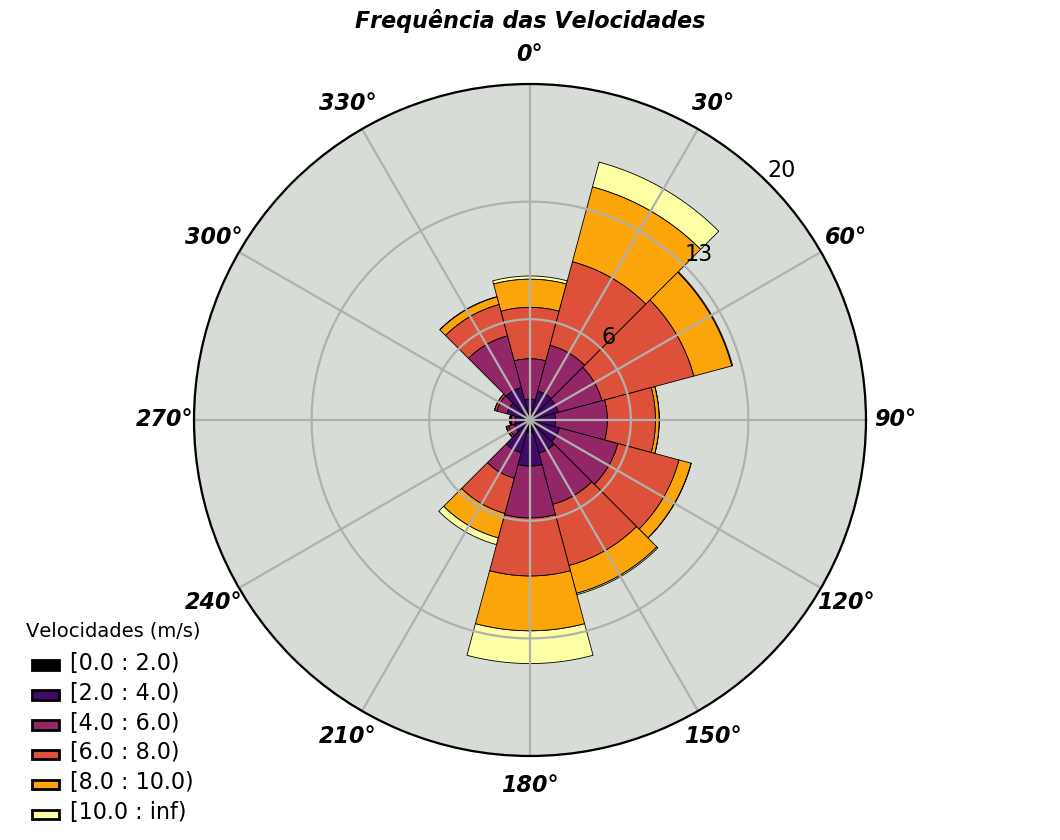 Frequência das Velocidades
0°
330°
30°
20
300°
60°
13
6
270°
90°
240°
120°
210°
150°
180°
Velocidades (m/s)
[0.0 : 2.0)
[2.0 : 4.0)
[4.0 : 6.0)
[6.0 : 8.0)
[8.0 : 10.0)
[10.0 : inf)